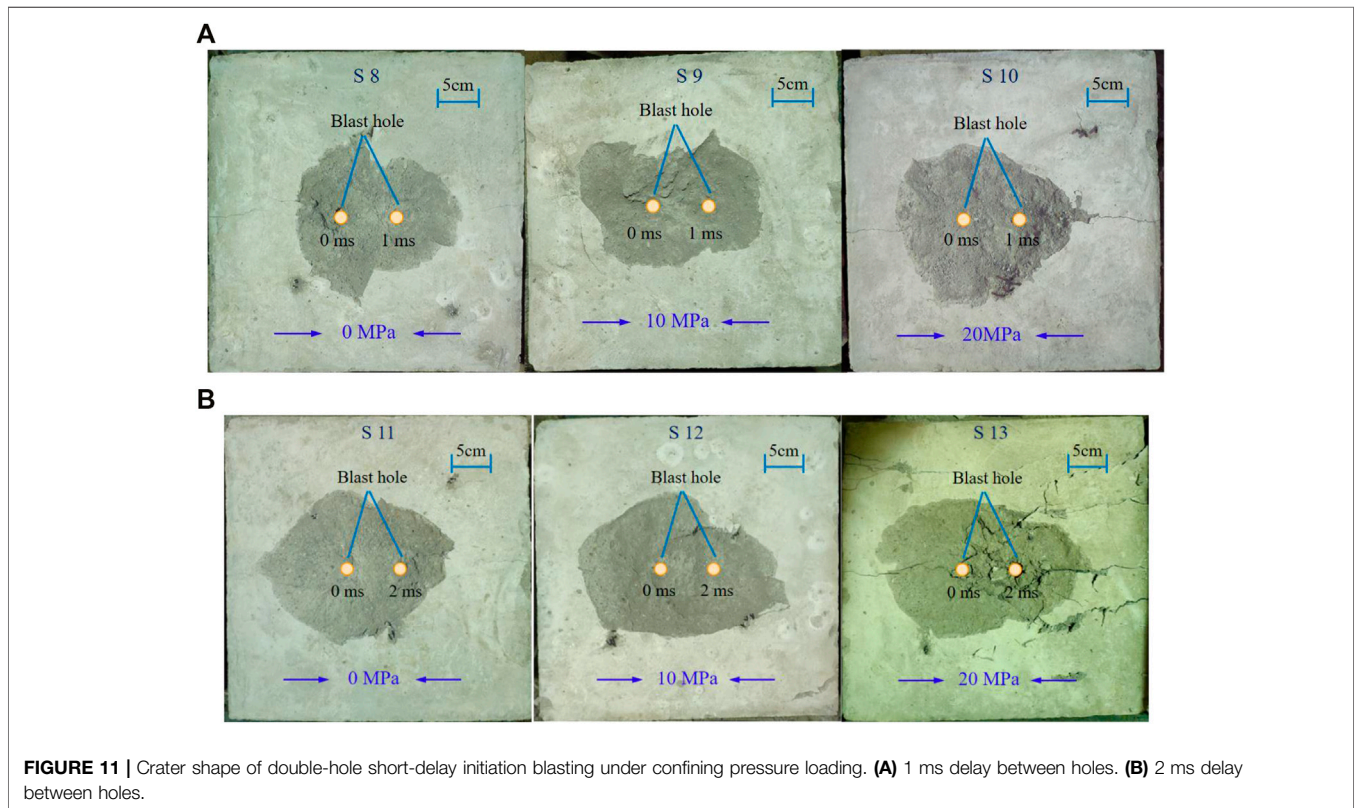 A
S 8
5cm
Blast hole
0 ms
1 ms
0 MPa
S 9
5cm
Blast hole
0 ms
1 ms
10 MPa
S 10
5cm
Blast hole
0 ms
1 ms
20MPa
B
S 11
5cm
Blast hole
0 ms
2 ms
0 MPa
S 12
5cm
Blast hole
0 ms
2 ms
10 MPa
S 13
5cm
Blast hole
0 ms
2 ms
20 MPa
FIGURE 11 | Crater shape of double-hole short-delay initiation blasting under confining pressure loading. (A) 1 ms delay between holes. (B) 2 ms delay
between holes.